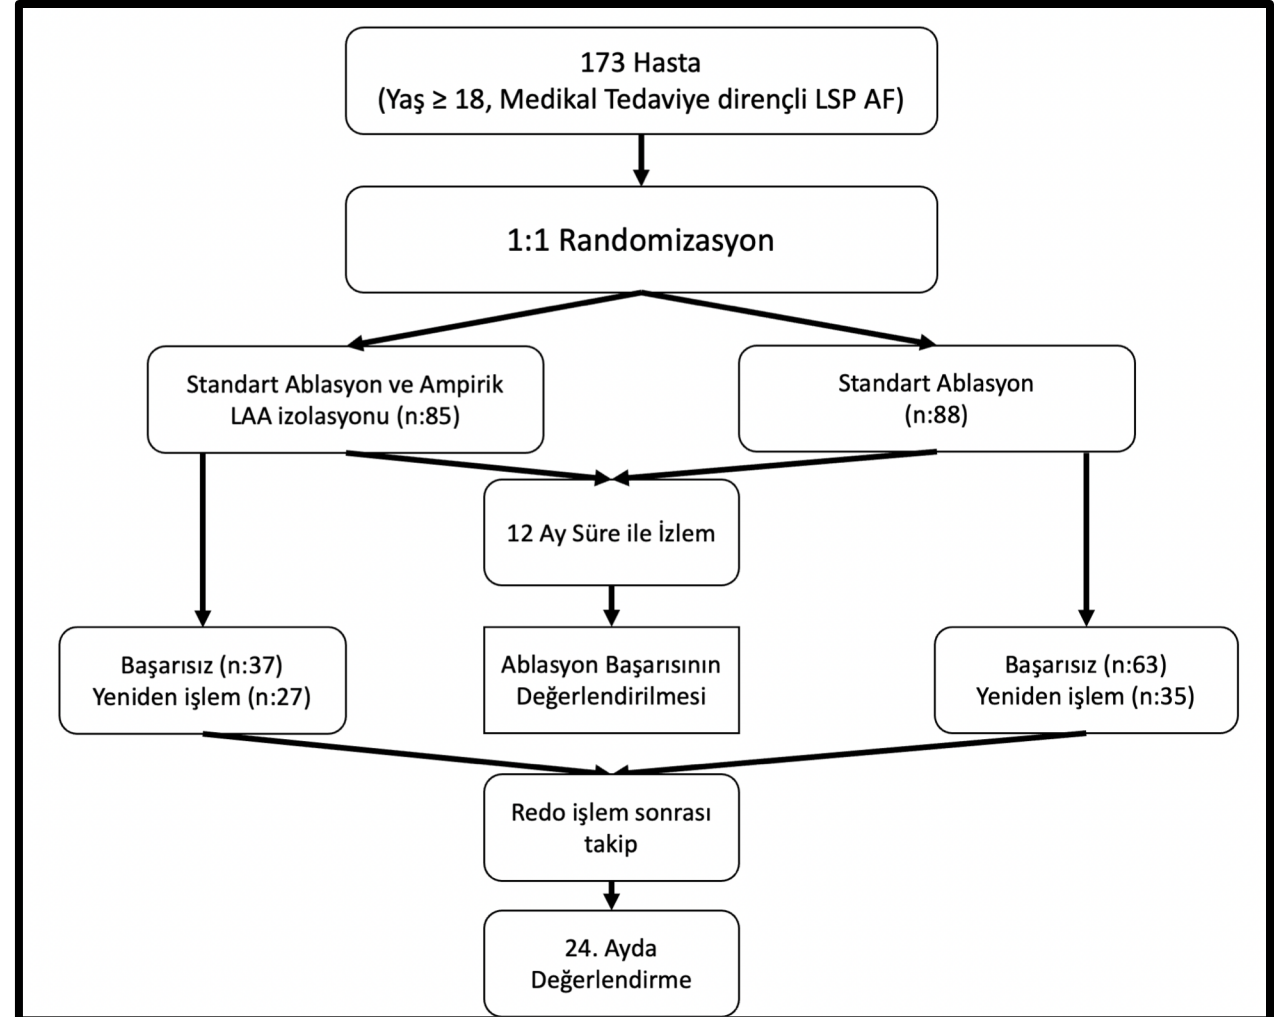 173 Hasta
(Yaş ≥ 18, Medikal Tedaviye dirençli LSP AF)
1:1 Randomizasyon
Standart Ablasyon ve Ampirik
LAA izolasyonu (n:85)
Standart Ablasyon
(n:88)
12 Ay Süre ile İzlem
Başarısız (n:37)
Yeniden işlem (n:27)
Ablasyon Başarısının
Değerlendirilmesi
Başarısız (n:63)
Yeniden işlem (n:35)
Redo işlem sonrası
takip
24. Ayda
Değerlendirme